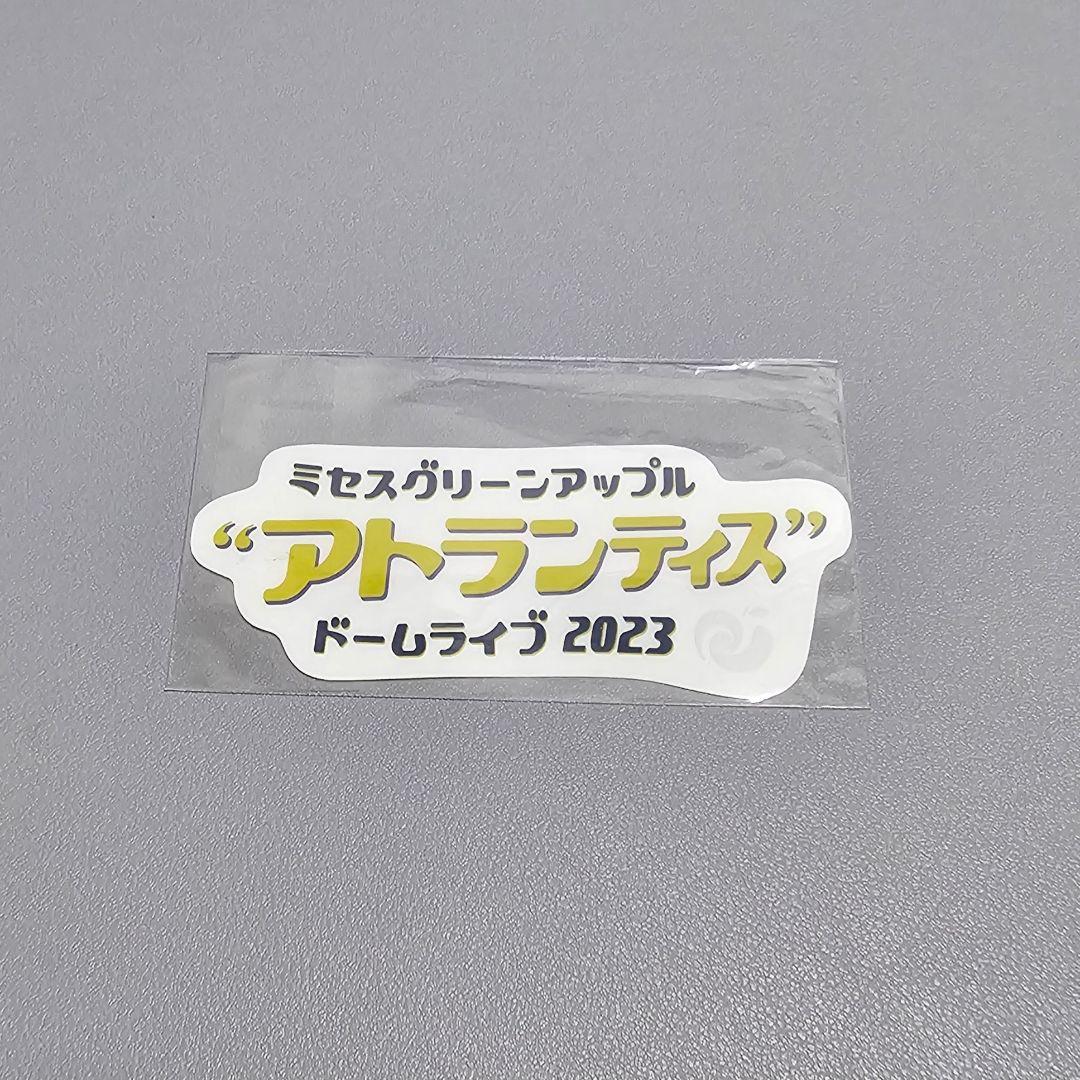 ミセスグリーンアップル
“アトランティス”
ドームライブ 2023